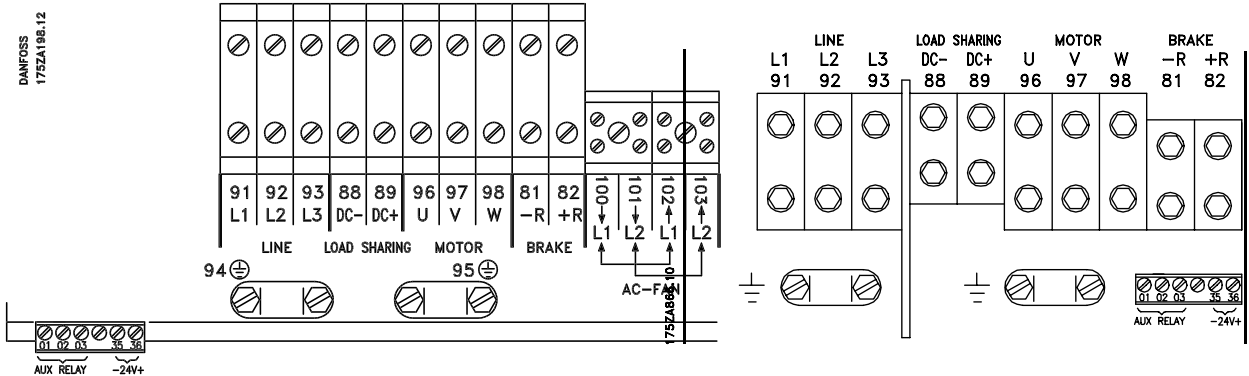 DANFOSS
175ZA198.12
91 92 93 88 89 96 97 98 81 82
L1 L2 L3 DC- DC+ U V W -R +R
LINE LOAD SHARING MOTOR BRAKE
100 101 102 103
L1 L2 L1 L2
AC-FAN
94 95
01 02 03 35 36
AUX RELAY -24V+
LINE LOAD SHARING MOTOR BRAKE
L1 L2 L3 DC- DC+ U V W -R +R
91 92 93 88 89 96 97 98 81 82
01 02 03 35 36
AUX RELAY -24V+